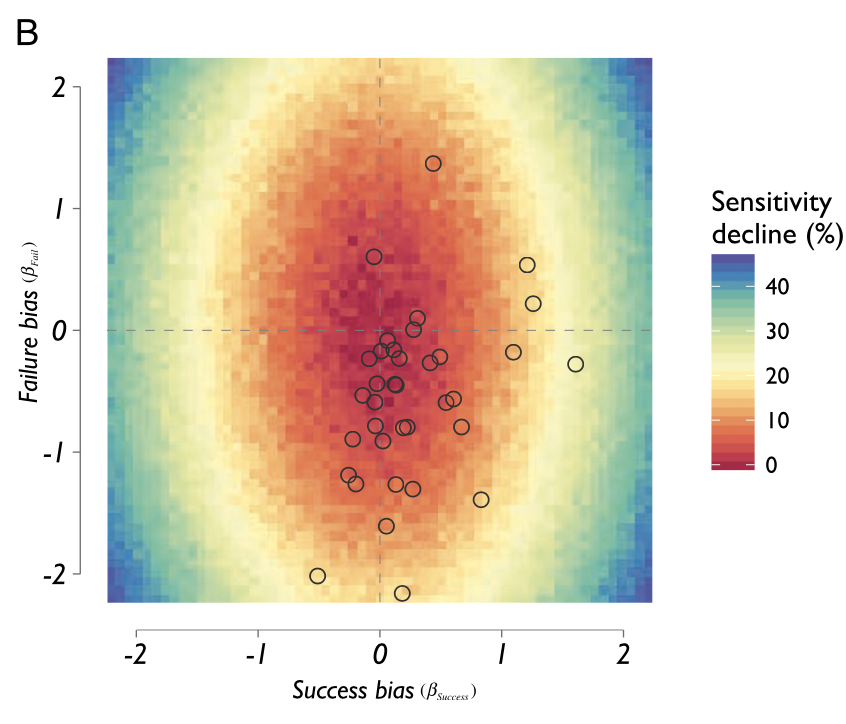 B
2
1
0
-1
-2
Failure bias (βFail)
-2 -1 0 1 2
Success bias (βSuccess)
Sensitivity
decline (%)
40
30
20
10
0